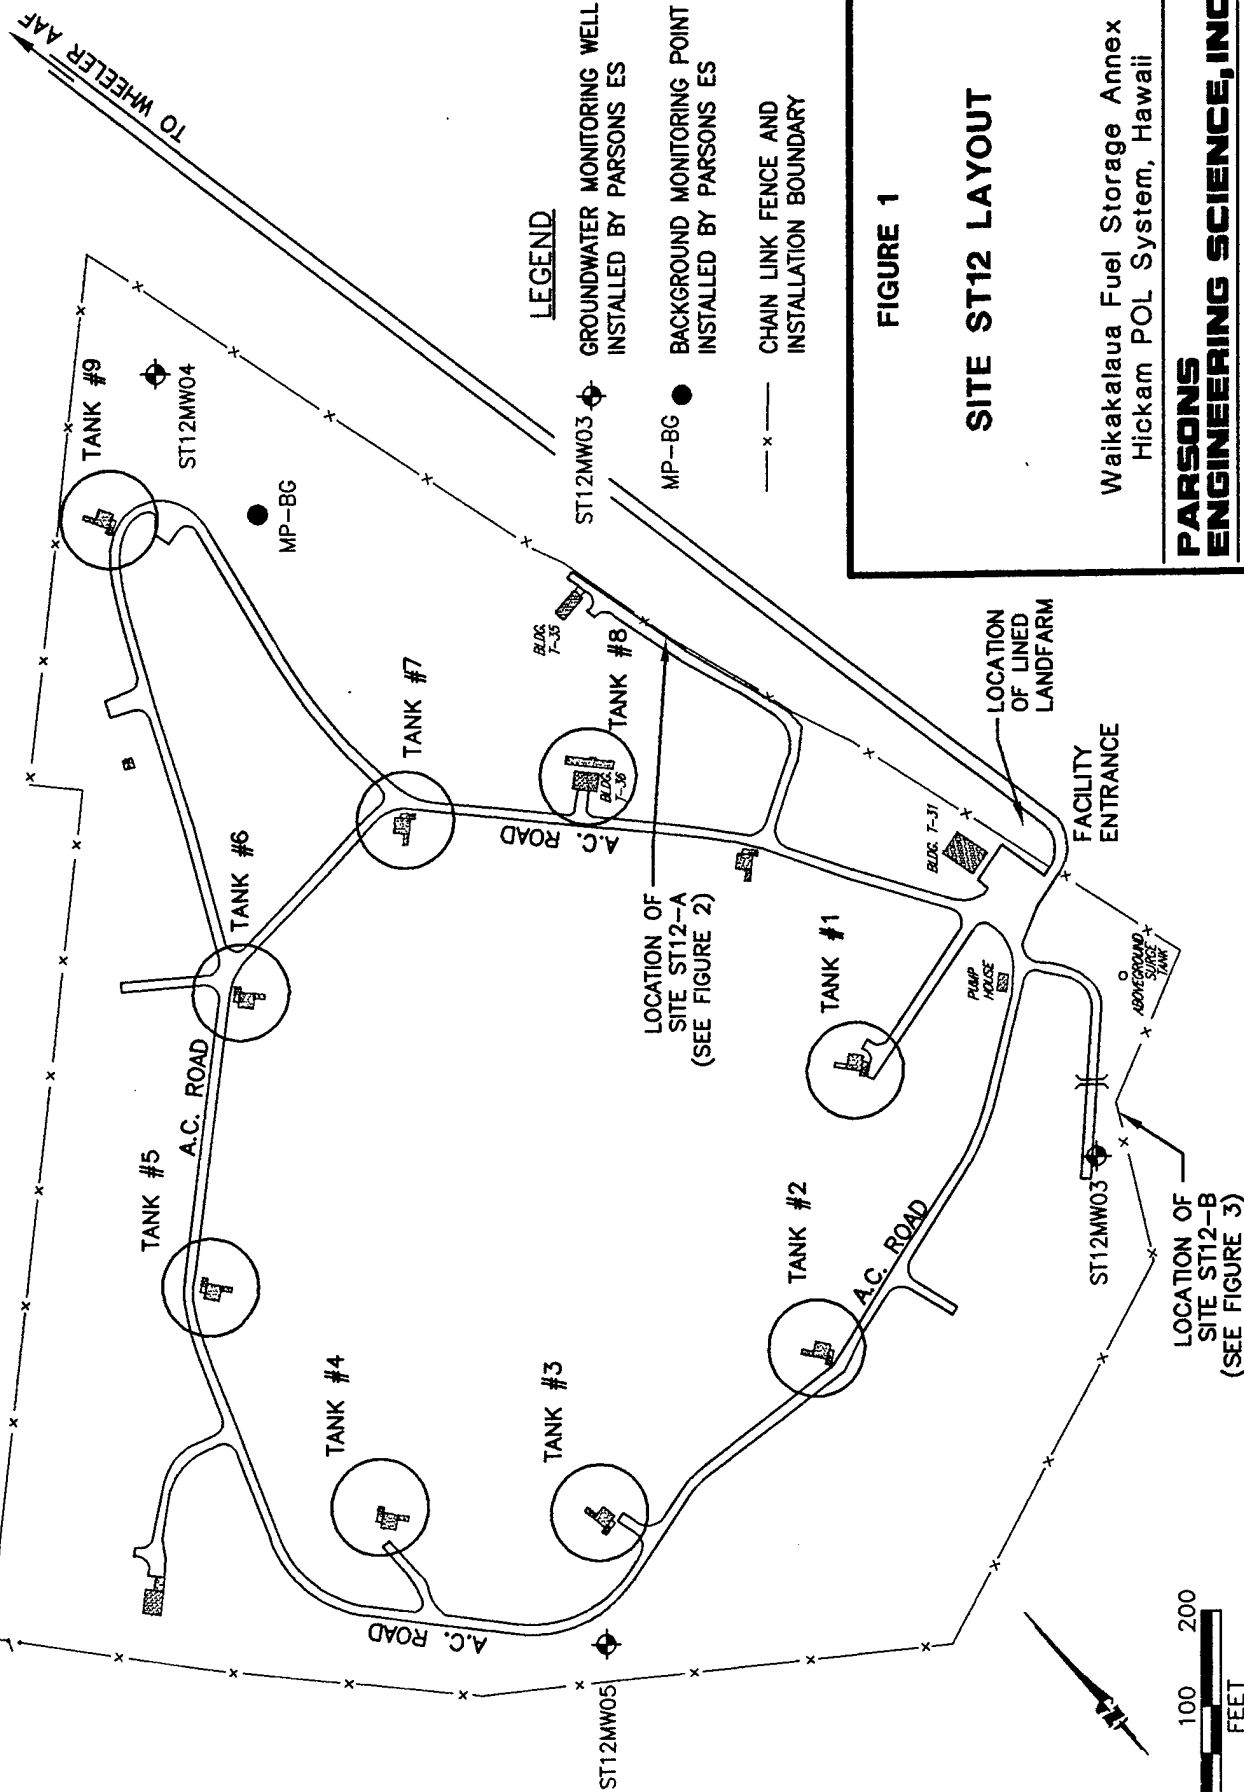 TO WHEELER AAF
TANK #9
ST12MW04
MP-BG
TANK #7
TANK #6
A.C. ROAD
TANK #5
TANK #4
TANK #3
A.C. ROAD
ST12MW05
BLDG.
T-35
TANK #8
BLDG.
T-36
A.C.
ROAD
LOCATION OF
SITE ST12-A
(SEE FIGURE 2)
TANK #1
TANK #2
A.C. ROAD
BLDG. T-31
PUMP
HOUSE
LOCATION
OF LINED
LANDFARM
FACILITY
ENTRANCE
ABOVEGROUND
SURGE
TANK
ST12MW03
LOCATION OF
SITE ST12-B
(SEE FIGURE 3)
N
100 200
FEET
LEGEND
ST12MW03
GROUNDWATER MONITORING WELL
INSTALLED BY PARSONS ES
MP-BG
BACKGROUND MONITORING POINT
INSTALLED BY PARSONS ES
x
CHAIN LINK FENCE AND
INSTALLATION BOUNDARY
FIGURE 1
SITE ST12 LAYOUT
Waikakalaua Fuel Storage Annex
Hickam POL System, Hawaii
PARSONS
ENGINEERING SCIENCE, INC